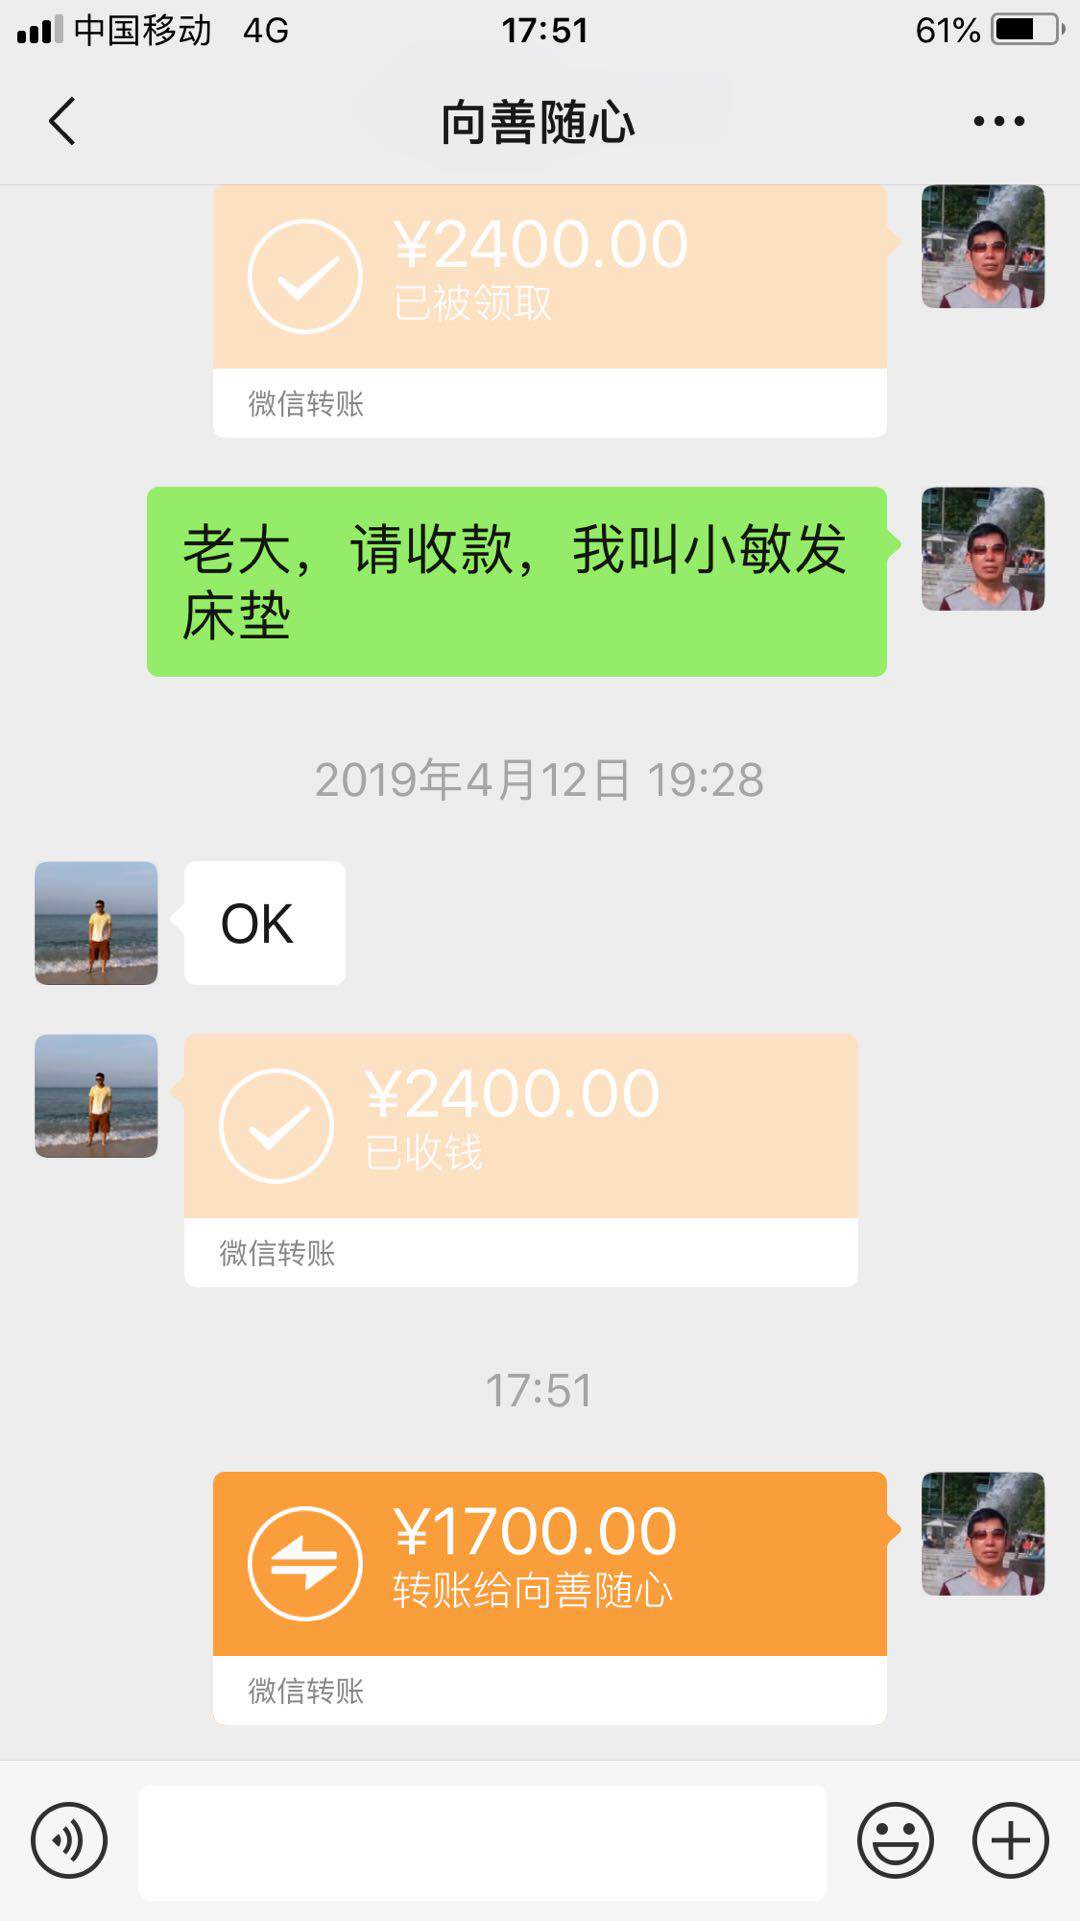 中国移动 4G 17:51 61%
向善随心
¥2400.00
已被领取
微信转账
老大，请收款，我叫小敏发
床垫
2019年4月12日 19:28
OK
¥2400.00
已收钱
微信转账
17:51
¥1700.00
转账给向善随心
微信转账